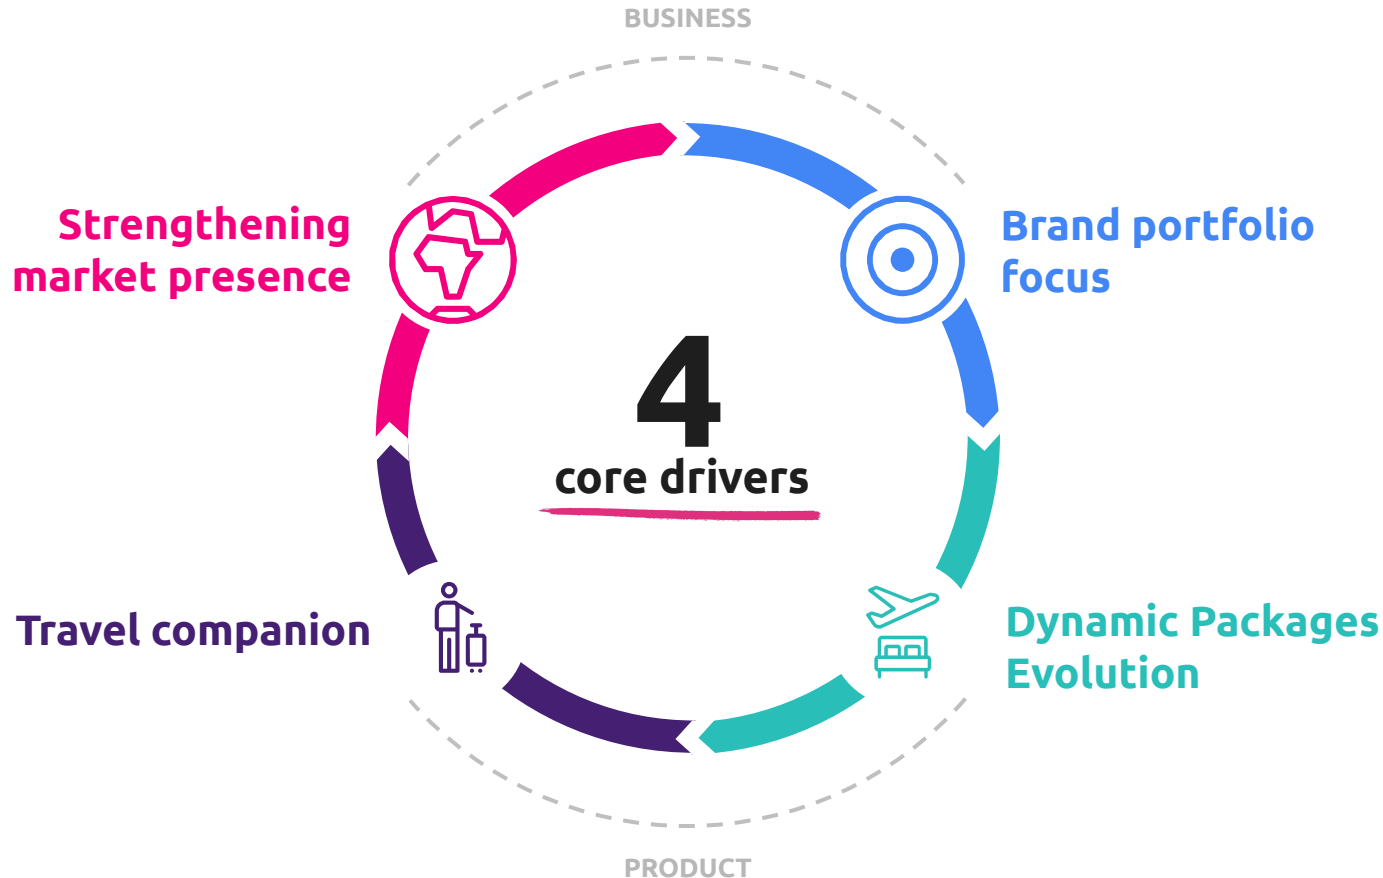 BUSINESS
Strengthening
market presence
Brand portfolio
focus
4
core drivers
Travel companion
Dynamic Packages
Evolution
PRODUCT